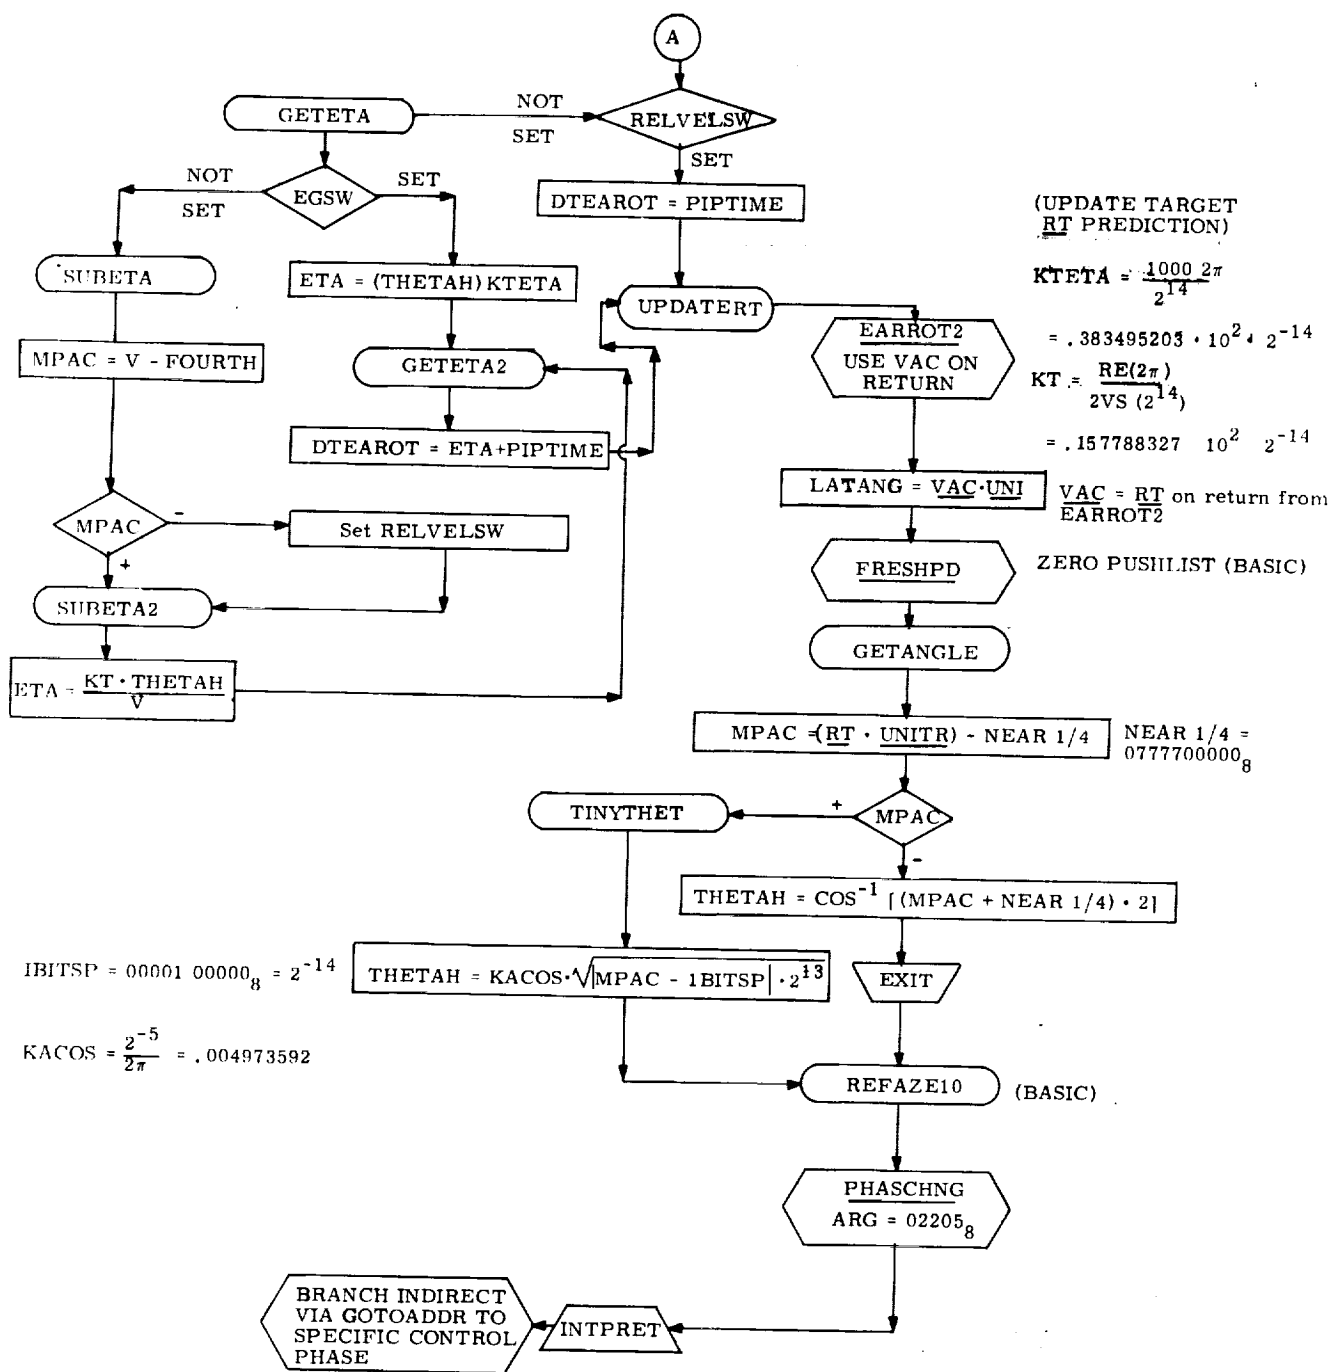 A
RELVELSW
NOT
SET
GETETA
SET
DTEAROT = PIPTIME
EGSW
NOT
SET
SET
SUBETA
ETA = (THETAH) KTETA
MPAC = V - FOURTH
GETETA2
DTEAROT = ETA+PIPTIME
MPAC
-
Set RELVELSW
+
SUBETA2
ETA = KT · THETAH / V
UPDATERT
EARROT2
USE VAC ON
RETURN
(UPDATE TARGET
RT PREDICTION)
KTETA = 1000 2π / 2^14
= .383495203 · 10^2 · 2^-14
KT = RE(2π) / 2VS (2^14)
= .157788327 10^2 2^-14
LATANG = VAC·UNI
VAC = RT on return from
EARROT2
FRESHPD
ZERO PUSHLIST (BASIC)
GETANGLE
MPAC =(RT · UNITR) - NEAR 1/4
NEAR 1/4 =
0777700000_8
MPAC
+
TINYTHET
-
THETAH = COS^-1 [(MPAC + NEAR 1/4) · 2]
IBITSP = 00001 00000_8 = 2^-14
THETAH = KACOS·√|MPAC - 1BITSP| · 2^13
EXIT
KACOS = 2^-5 / 2π = .004973592
REFAZE10
(BASIC)
PHASCHNG
ARG = 02205_8
INTPRET
BRANCH INDIRECT
VIA GOTOADDR TO
SPECIFIC CONTROL
PHASE